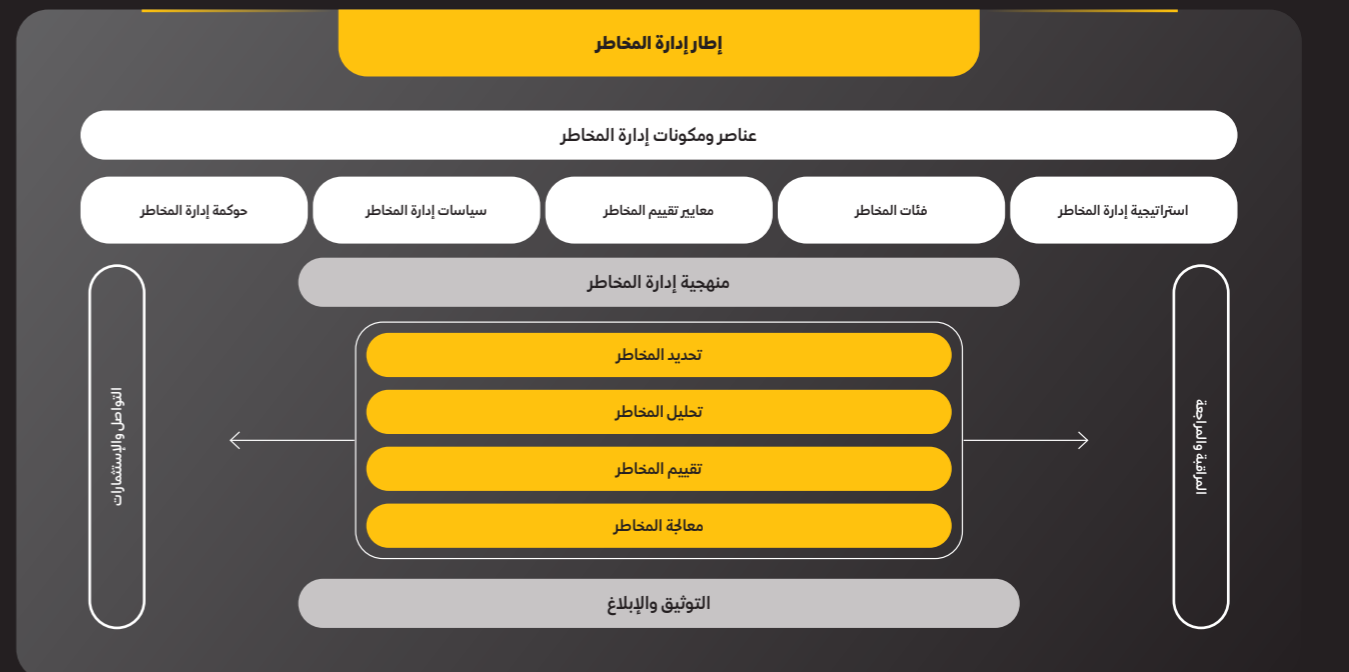 إطار إدارة المخاطر
عناصر ومكونات إدارة المخاطر
استراتيجية إدارة المخاطر
فئات المخاطر
معايير تقييم المخاطر
سياسات إدارة المخاطر
حوكمة إدارة المخاطر
منهجية إدارة المخاطر
المراقبة والمراجعة
تحديد المخاطر
تحليل المخاطر
تقييم المخاطر
معالجة المخاطر
التواصل والإستثمارات
التوثيق والإبلاغ